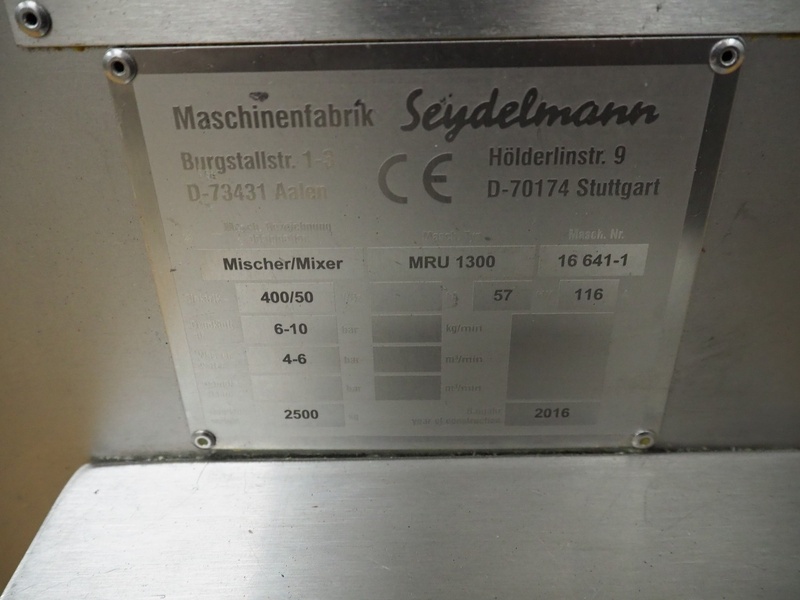 Maschinenfabrik Seydelmann
Burgstallstr. 1-3 CE Hölderlinstr. 9
D-73431 Aalen D-70174 Stuttgart
Masch. Nr.
Mischer/Mixer MRU 1300 16 641-1
400/50 57 116
6-10 bar kg/min
4-6 bar m³/min
bar m³/min
2500 kg 2016